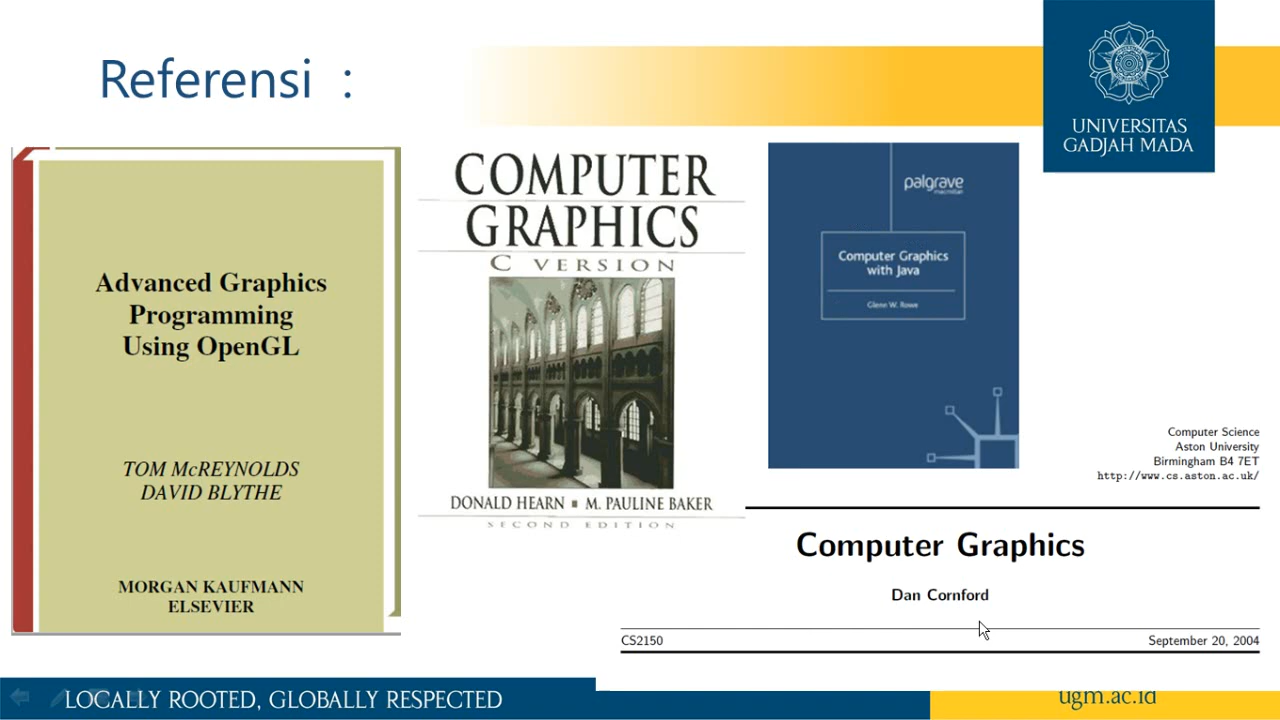 Referensi :
UNIVERSITAS
GADJAH MADA
Advanced Graphics
Programming
Using OpenGL
TOM McREYNOLDS
DAVID BLYTHE
MORGAN KAUFMANN
ELSEVIER
COMPUTER
GRAPHICS
C VERSION
DONALD HEARN ■ M. PAULINE BAKER
SECOND EDITION
palgrave
macmillan
Computer Graphics
with Java
Glenn W. Rowe
Computer Science
Aston University
Birmingham B4 7ET
http://www.cs.aston.ac.uk/
Computer Graphics
Dan Cornford
CS2150 September 20, 2004
LOCALLY ROOTED, GLOBALLY RESPECTED
ugm.ac.id